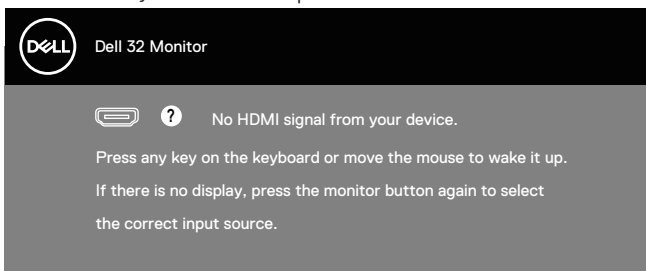 DELL
Dell 32 Monitor
? No HDMI signal from your device.
Press any key on the keyboard or move the mouse to wake it up.
If there is no display, press the monitor button again to select
the correct input source.